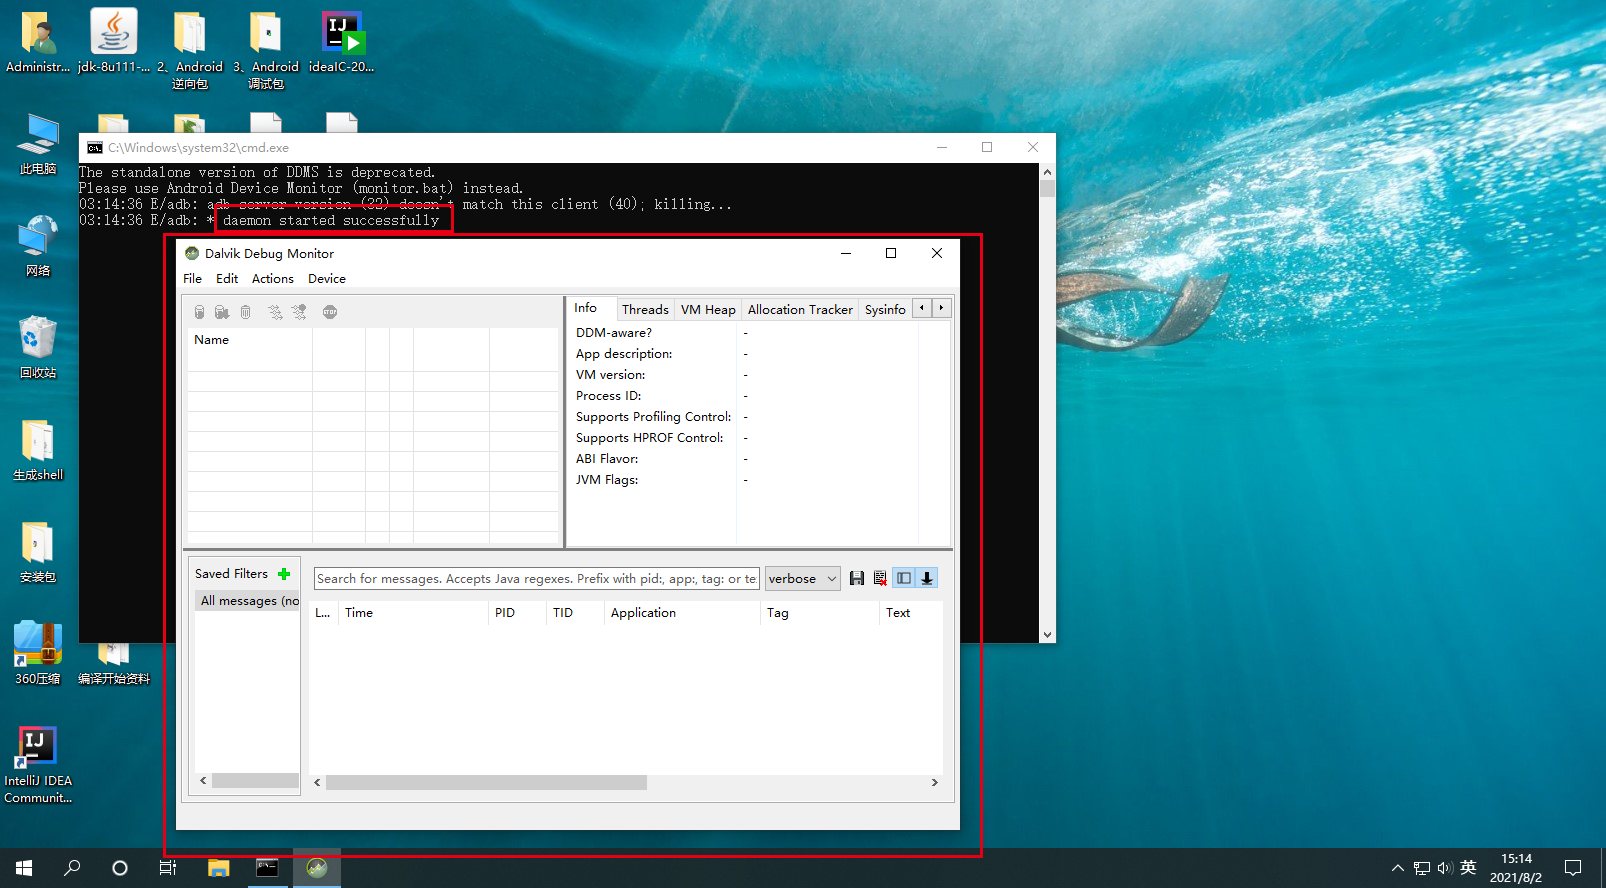 Administr...
jdk-8u111-...
2、Android
逆向包
3、Android
调试包
ideaIC-20...
此电脑
网络
回收站
生成shell
安装包
360压缩
编译开始资料
IntelliJ IDEA
Communit...
C:\Windows\system32\cmd.exe
The standalone version of DDMS is deprecated.
Please use Android Device Monitor (monitor.bat) instead.
03:14:36 E/adb: adb server version (32) doesn't match this client (40); killing...
03:14:36 E/adb: * daemon started successfully
Dalvik Debug Monitor
File Edit Actions Device
STOP
Name
Info Threads VM Heap Allocation Tracker Sysinfo
DDM-aware? -
App description: -
VM version: -
Process ID: -
Supports Profiling Control: -
Supports HPROF Control: -
ABI Flavor: -
JVM Flags: -
Saved Filters
All messages (no
Search for messages. Accepts Java regexes. Prefix with pid:, app:, tag: or te
verbose
L... Time PID TID Application Tag Text
英
15:14
2021/8/2